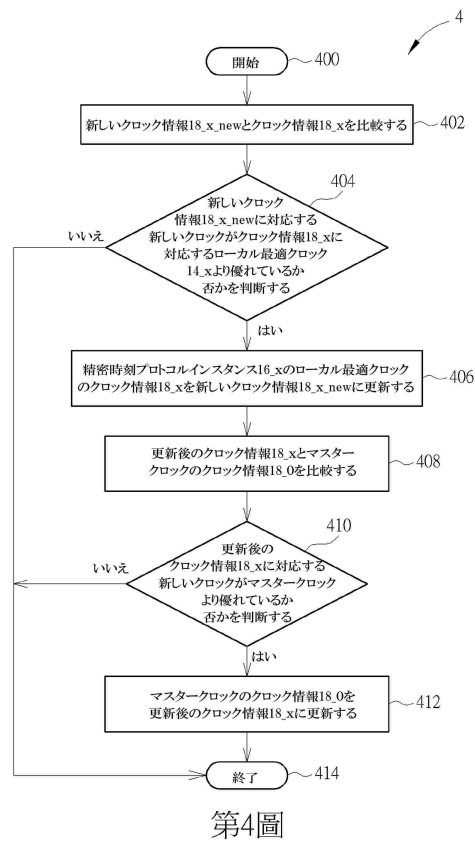 4
開始
400
新しいクロック情報18_x_newとクロック情報18_xを比較する
402
404
新しいクロック
情報18_x_newに対応する
新しいクロックがクロック情報18_xに
対応するローカル最適クロック
14_xより優れているか
否かを判断する
いいえ
はい
精密時刻プロトコルインスタンス16_xのローカル最適クロック
のクロック情報18_xを新しいクロック情報18_x_newに更新する
406
更新後のクロック情報18_xとマスター
クロックのクロック情報18_0を比較する
408
410
更新後の
クロック情報18_xに対応する
新しいクロックがマスタークロック
より優れているか
否かを判断する
いいえ
はい
マスタークロックのクロック情報18_0を
更新後のクロック情報18_xに更新する
412
終了
414
第4圖